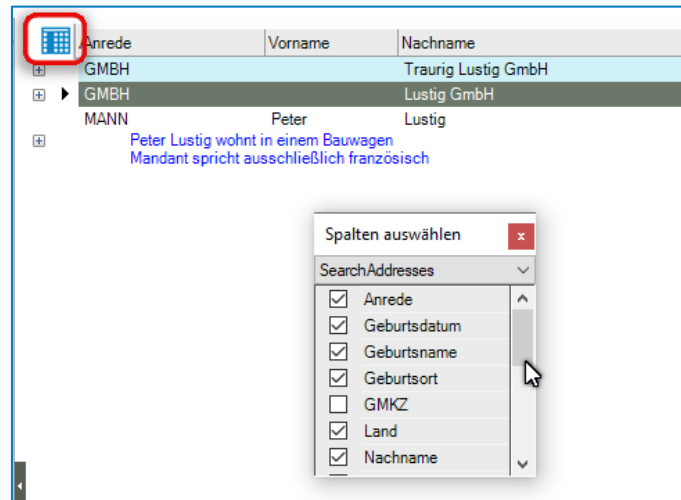 Anrede Vorname Nachname
GMBH Traurig Lustig GmbH
GMBH Lustig GmbH
MANN Peter Lustig
Peter Lustig wohnt in einem Bauwagen
Mandant spricht ausschließlich französisch
Spalten auswählen
x
SearchAddresses
Anrede
Geburtsdatum
Geburtsname
Geburtsort
GMKZ
Land
Nachname